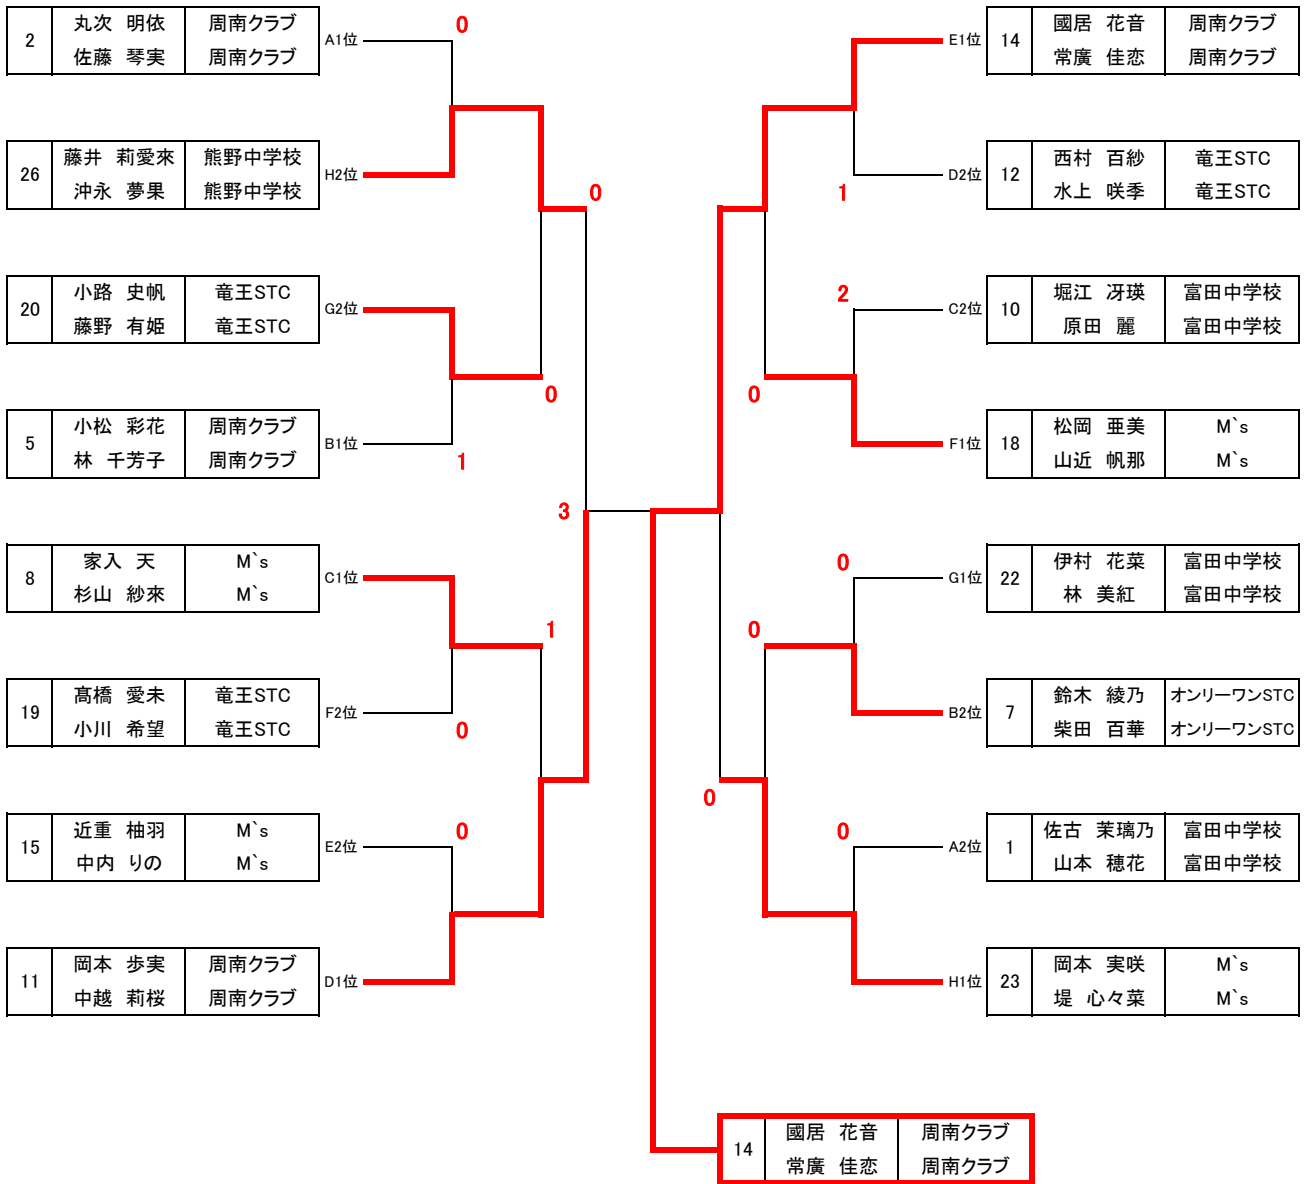 2 丸次 明依 周南クラブ A1位
佐藤 琴実 周南クラブ
0
26 藤井 莉愛來 熊野中学校 H2位
沖永 夢果 熊野中学校
0
20 小路 史帆 竜王STC G2位
藤野 有姫 竜王STC
0
5 小松 彩花 周南クラブ B1位
林 千芳子 周南クラブ
1
3
8 家入 天 M`s C1位
杉山 紗來 M`s
1
19 髙橋 愛未 竜王STC F2位
小川 希望 竜王STC
0
15 近重 柚羽 M`s E2位
中内 りの M`s
0
11 岡本 歩実 周南クラブ D1位
中越 莉桜 周南クラブ
E1位 14 國居 花音 周南クラブ
常廣 佳恋 周南クラブ
D2位 12 西村 百紗 竜王STC
水上 咲季 竜王STC
1
2
C2位 10 堀江 冴瑛 富田中学校
原田 麗 富田中学校
0
F1位 18 松岡 亜美 M`s
山近 帆那 M`s
0
G1位 22 伊村 花菜 富田中学校
林 美紅 富田中学校
0
B2位 7 鈴木 綾乃 オンリーワンSTC
柴田 百華 オンリーワンSTC
0
0
A2位 1 佐古 茉璃乃 富田中学校
山本 穂花 富田中学校
H1位 23 岡本 実咲 M`s
堤 心々菜 M`s
14 國居 花音 周南クラブ
常廣 佳恋 周南クラブ